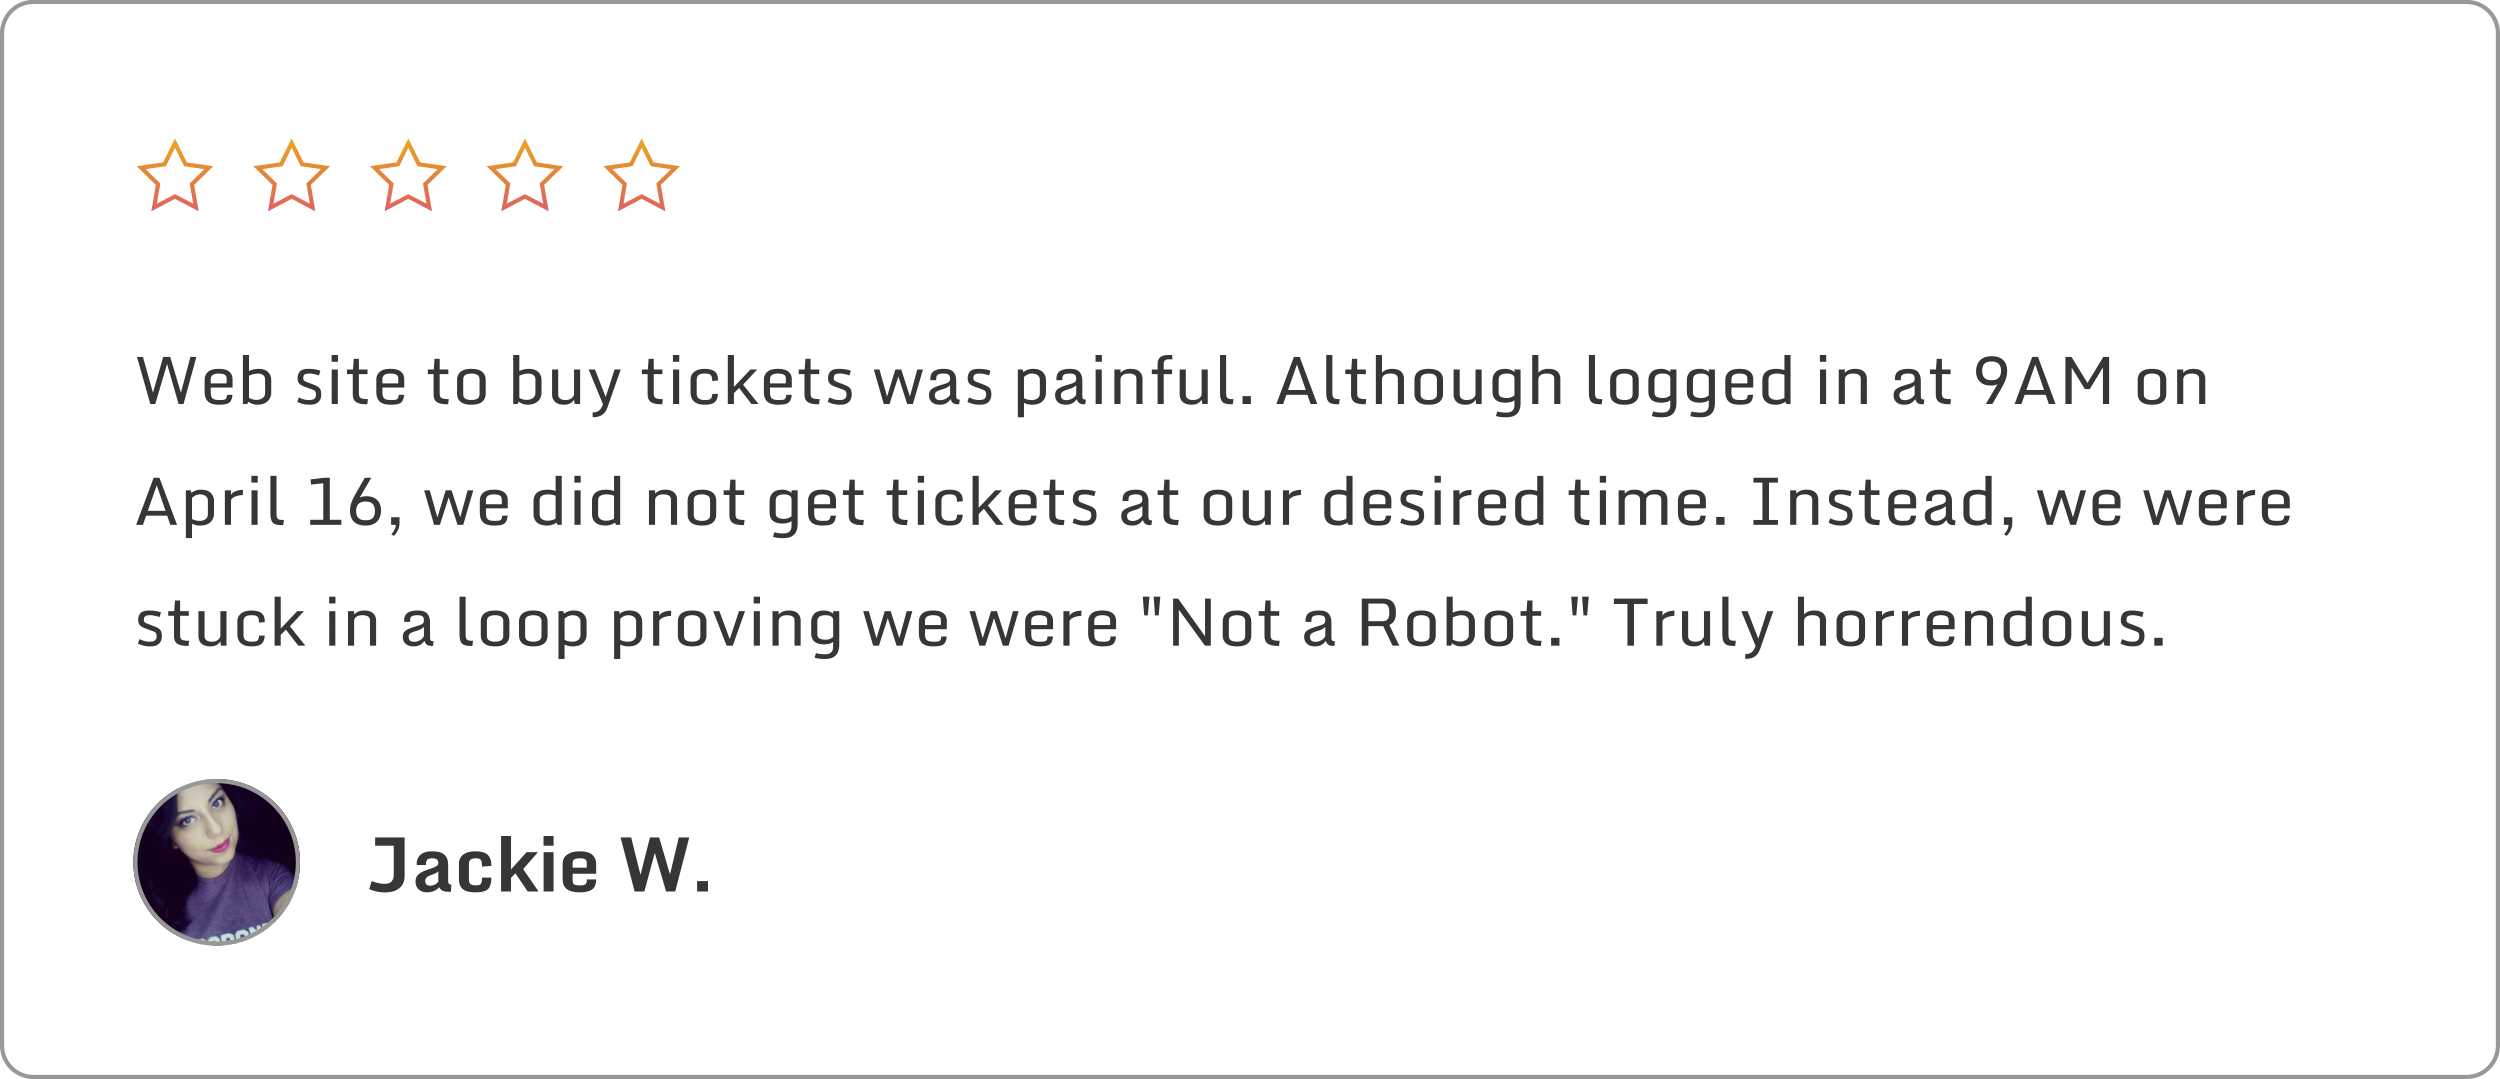 Web site to buy tickets was painful. Although logged in at 9AM on
April 16, we did not get tickets at our desired time. Instead, we were
stuck in a loop proving we were "Not a Robot." Truly horrendous.
Jackie W.